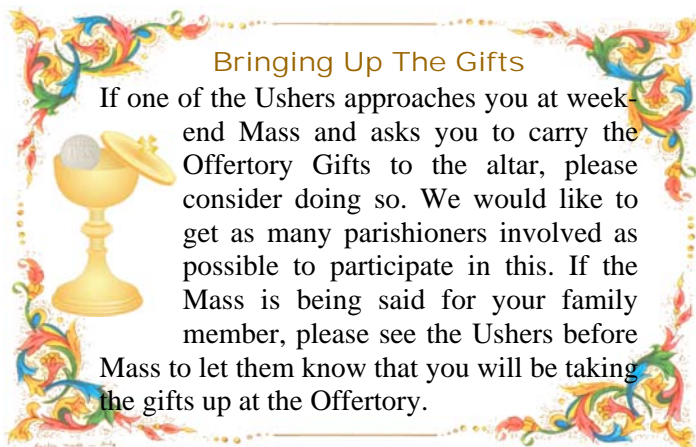 Bringing Up The Gifts
If one of the Ushers approaches you at week-
end Mass and asks you to carry the
Offertory Gifts to the altar, please
consider doing so. We would like to
get as many parishioners involved as
possible to participate in this. If the
Mass is being said for your family
member, please see the Ushers before
Mass to let them know that you will be taking
the gifts up at the Offertory.